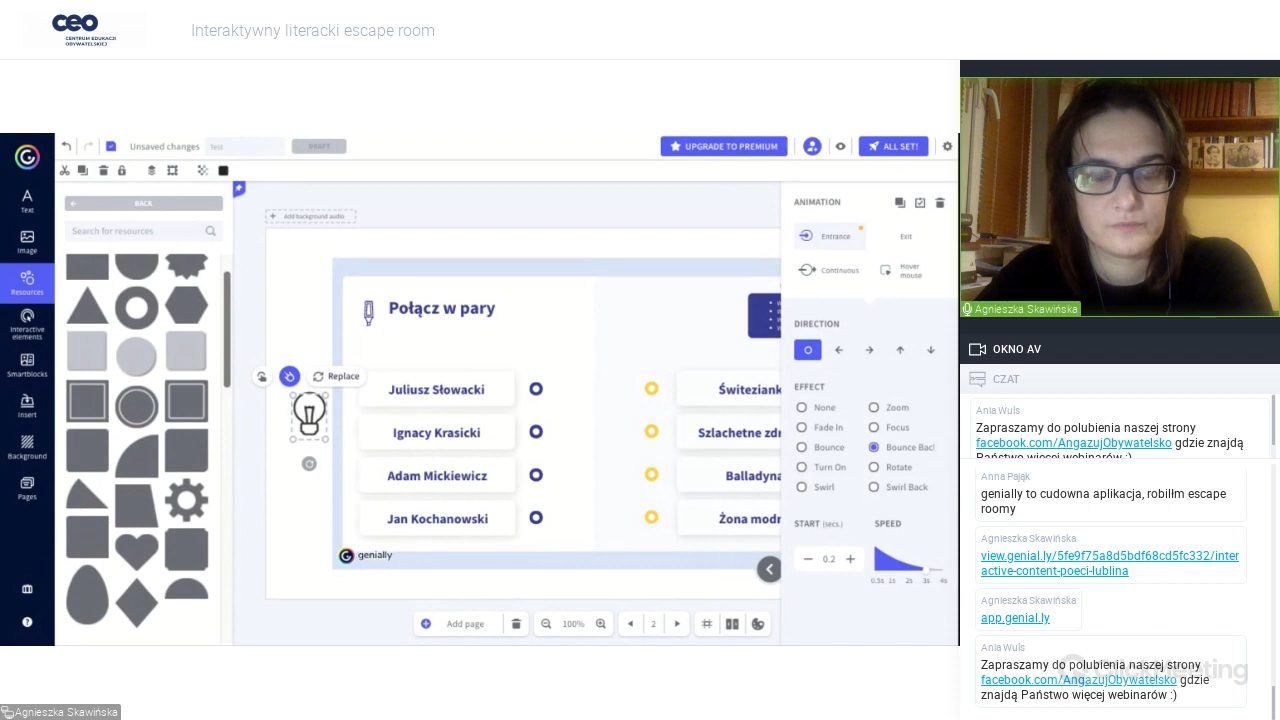 ceo
CENTRUM EDUKACJI
OBYWATELSKIEJ
Interaktywny literacki escape room
Unsaved changes
Test
DRAFT
UPGRADE TO PREMIUM
ALL SET!
Text
Image
Resources
Interactive
elements
Smartblocks
Insert
Background
Pages
BACK
Search for resources
Add background audio
Połącz w pary
Replace
Juliusz Słowacki
Ignacy Krasicki
Adam Mickiewicz
Jan Kochanowski
Świteziank
Szlachetne zdr
Balladyna
Żona modr
genially
Add page
100%
2
ANIMATION
Entrance
Exit
Continuous
Hover
mouse
DIRECTION
EFFECT
None
Zoom
Fade In
Focus
Bounce
Bounce Bac
Turn On
Rotate
Swirl
Swirl Back
START (secs.)
SPEED
0.2
0.5s 1s 2s 3s 4s
Agnieszka Skawińska
OKNO AV
CZAT
Ania Wuls
Zapraszamy do polubienia naszej strony
facebook.com/AngazujObywatelsko gdzie znajdą
Państwo więcej webinarów :)
Anna Pająk
genially to cudowna aplikacja, robiłłm escape
roomy
Agnieszka Skawińska
view.genial.ly/5fe9f75a8d5bdf68cd5fc332/inter
active-content-poeci-lublina
Agnieszka Skawińska
app.genial.ly
Ania Wuls
Zapraszamy do polubienia naszej strony
facebook.com/AngazujObywatelsko gdzie
znajdą Państwo więcej webinarów :)
ClickMeeting
Agnieszka Skawińska